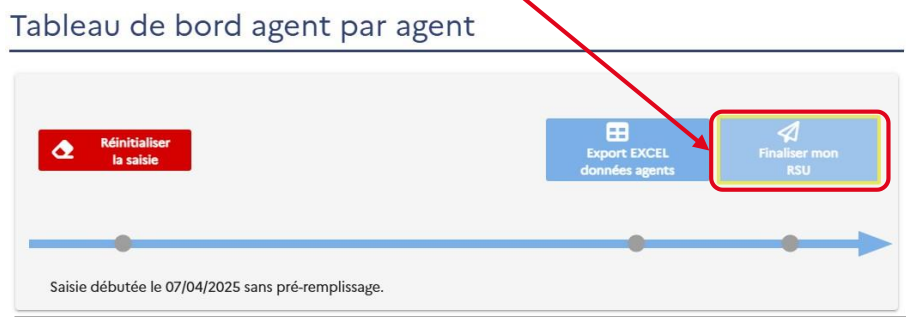 Tableau de bord agent par agent
Réinitialiser
la saisie
Export EXCEL
données agents
Finaliser mon
RSU
Saisie débutée le 07/04/2025 sans pré-remplissage.